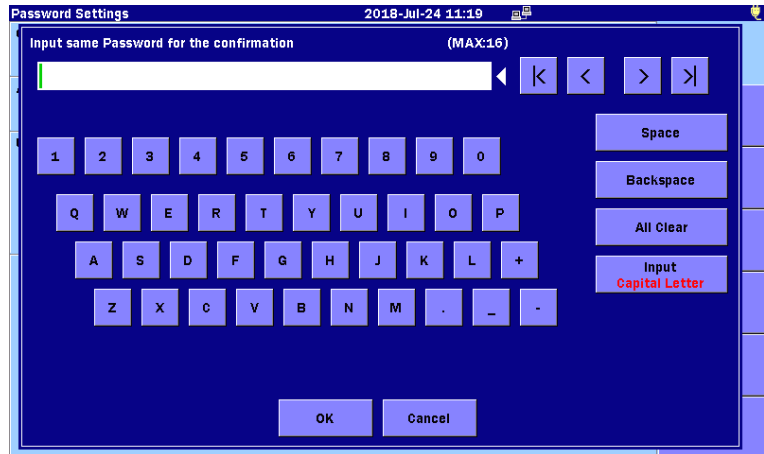 Password Settings 2018-Jul-24 11:19
Input same Password for the confirmation (MAX:16)
|< < > >|
Space
1 2 3 4 5 6 7 8 9 0
Backspace
Q W E R T Y U I O P
All Clear
A S D F G H J K L +
Input
Capital Letter
Z X C V B N M . _ -
OK Cancel